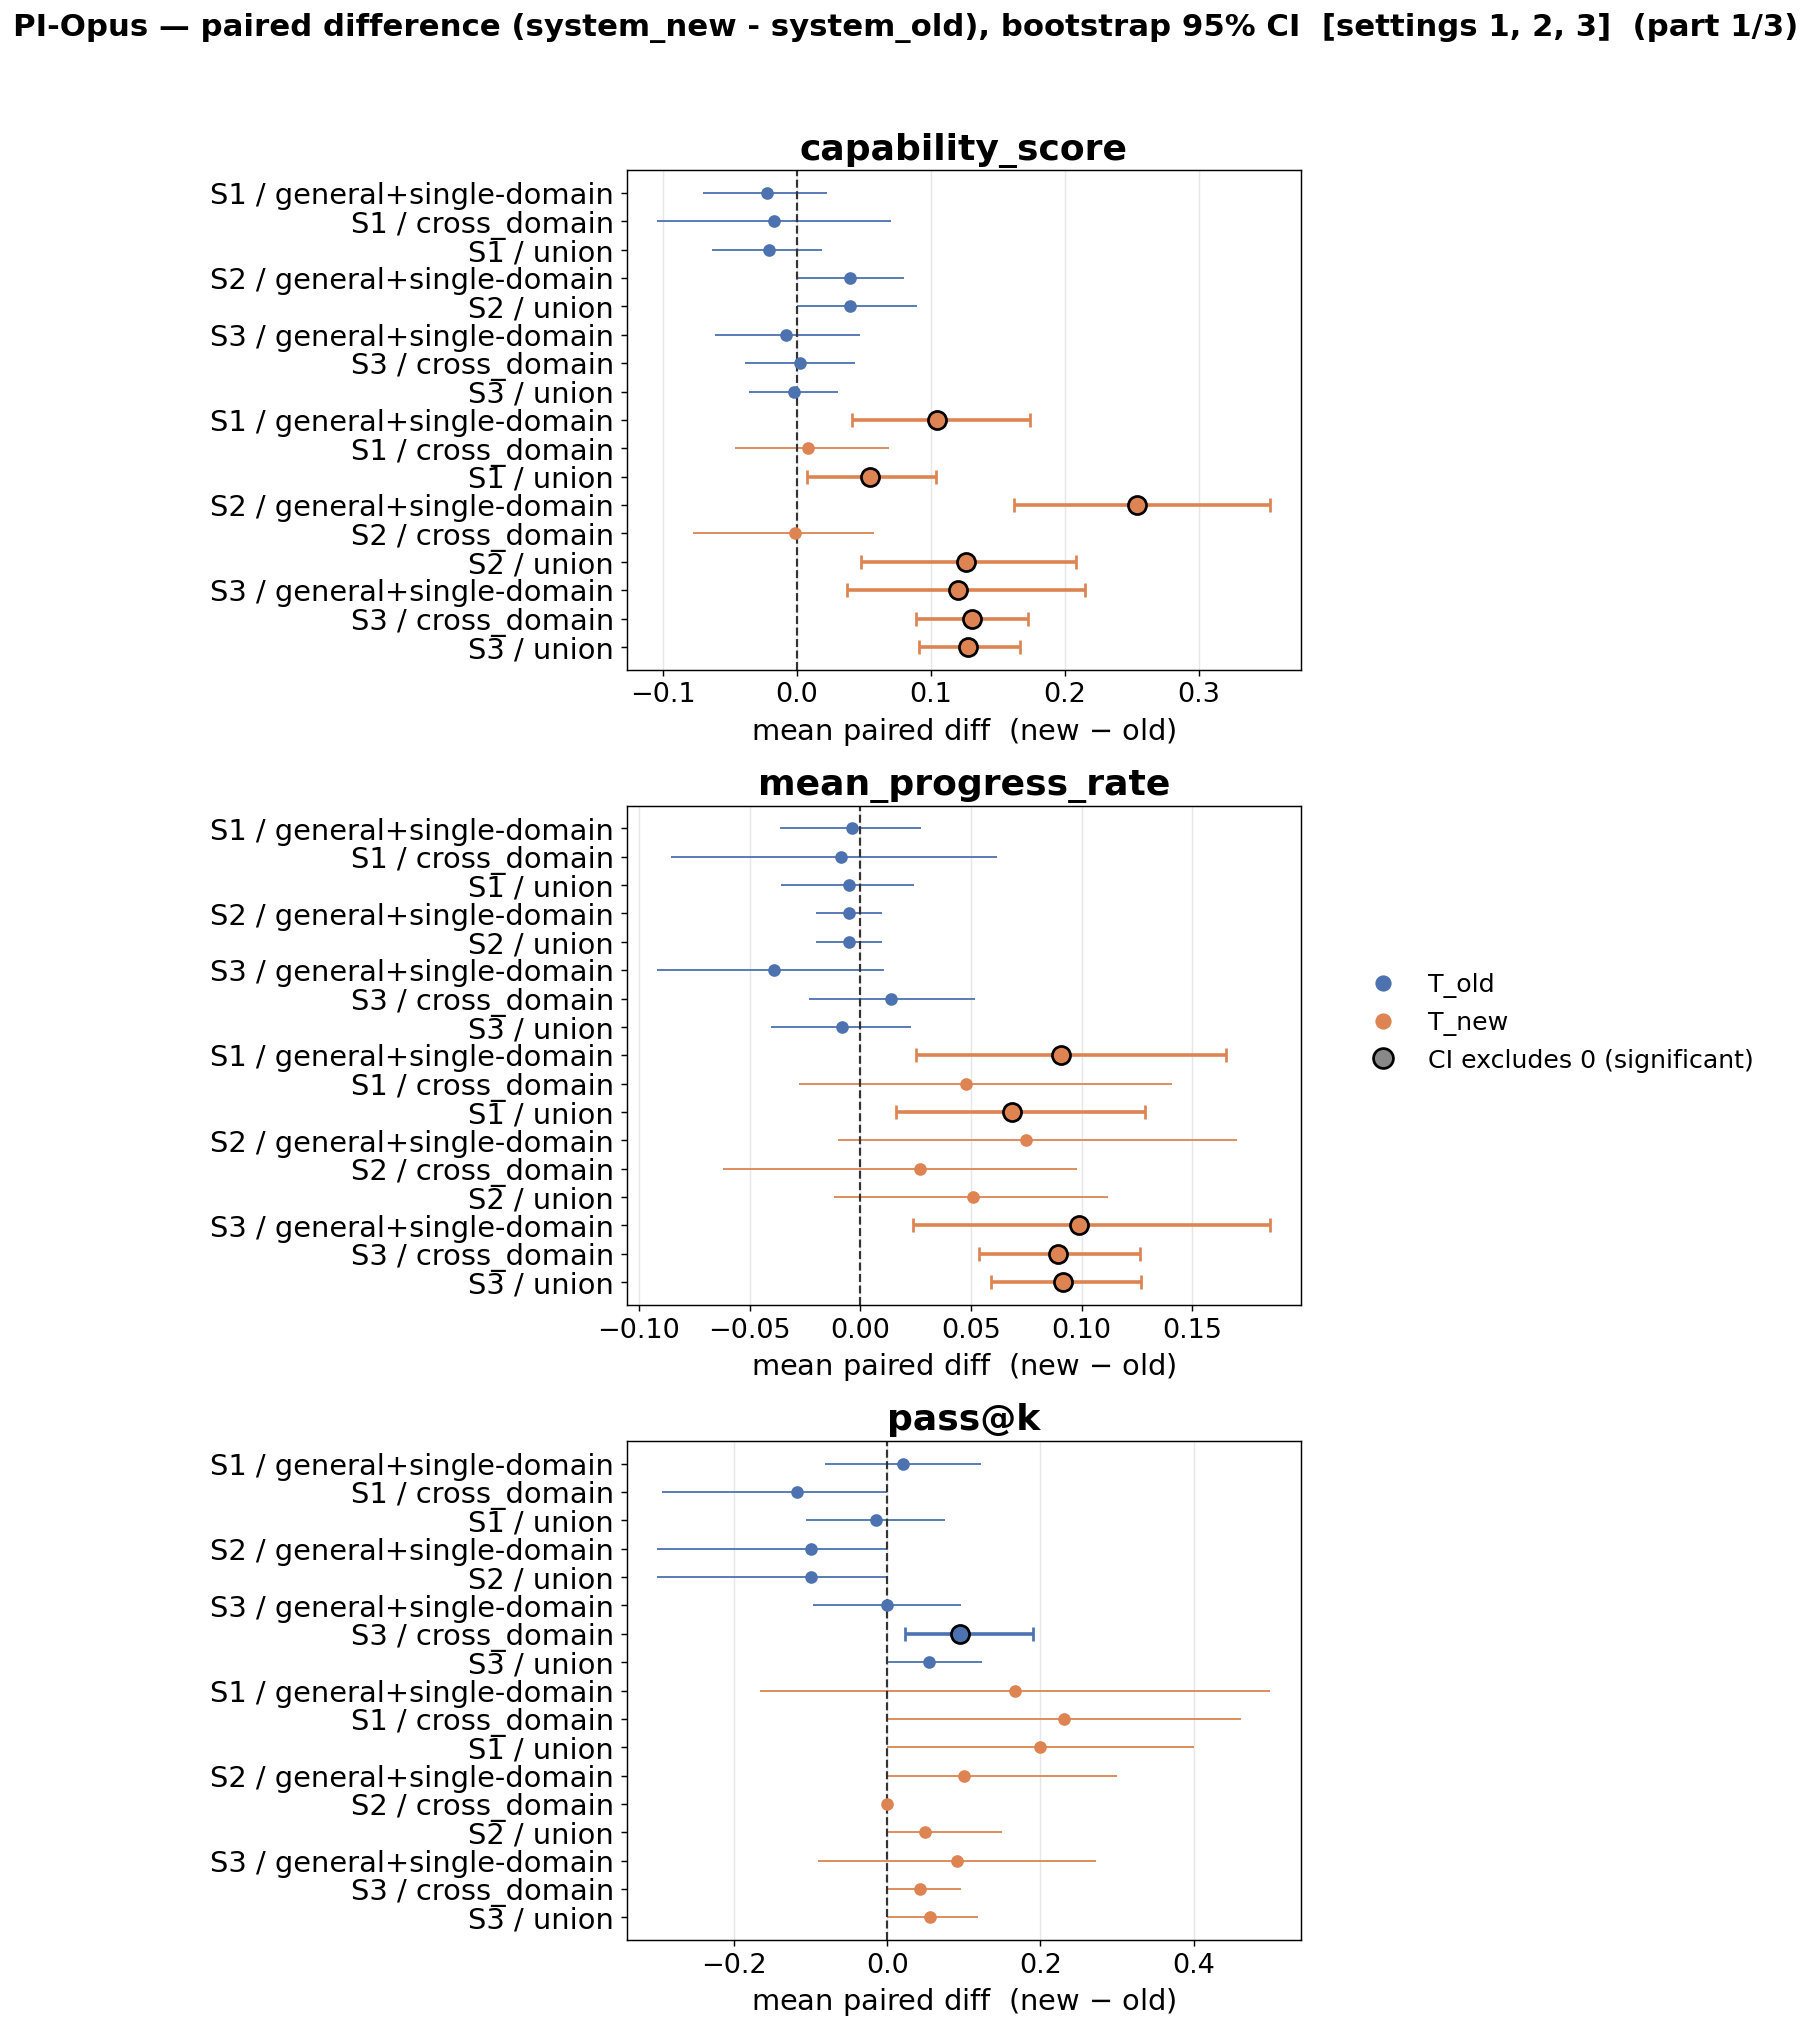 PI-Opus — paired difference (system_new - system_old), bootstrap 95% CI  [settings 1, 2, 3]  (part 1/3)
capability_score
S1 / general+single-domain
S1 / cross_domain
S1 / union
S2 / general+single-domain
S2 / union
S3 / general+single-domain
S3 / cross_domain
S3 / union
S1 / general+single-domain
S1 / cross_domain
S1 / union
S2 / general+single-domain
S2 / cross_domain
S2 / union
S3 / general+single-domain
S3 / cross_domain
S3 / union
−0.1 0.0 0.1 0.2 0.3
mean paired diff  (new − old)
mean_progress_rate
S1 / general+single-domain
S1 / cross_domain
S1 / union
S2 / general+single-domain
S2 / union
S3 / general+single-domain
S3 / cross_domain
S3 / union
S1 / general+single-domain
S1 / cross_domain
S1 / union
S2 / general+single-domain
S2 / cross_domain
S2 / union
S3 / general+single-domain
S3 / cross_domain
S3 / union
−0.10 −0.05 0.00 0.05 0.10 0.15
mean paired diff  (new − old)
T_old
T_new
CI excludes 0 (significant)
pass@k
S1 / general+single-domain
S1 / cross_domain
S1 / union
S2 / general+single-domain
S2 / union
S3 / general+single-domain
S3 / cross_domain
S3 / union
S1 / general+single-domain
S1 / cross_domain
S1 / union
S2 / general+single-domain
S2 / cross_domain
S2 / union
S3 / general+single-domain
S3 / cross_domain
S3 / union
−0.2 0.0 0.2 0.4
mean paired diff  (new − old)